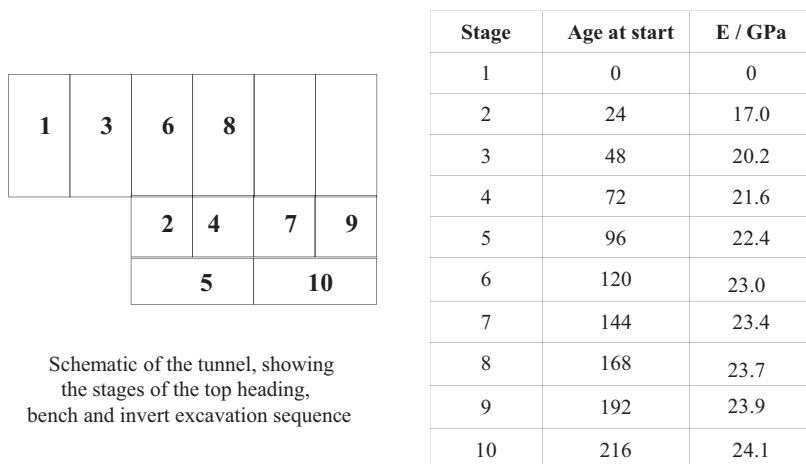 1 3 6 8
2 4 7 9
5 10
Schematic of the tunnel, showing
the stages of the top heading,
bench and invert excavation sequence
Stage Age at start E / GPa
1 0 0
2 24 17.0
3 48 20.2
4 72 21.6
5 96 22.4
6 120 23.0
7 144 23.4
8 168 23.7
9 192 23.9
10 216 24.1